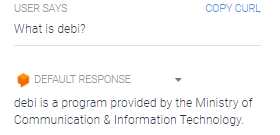 USER SAYS COPY CURL
What is debi?
DEFAULT RESPONSE
debi is a program provided by the Ministry of
Communication & Information Technology.